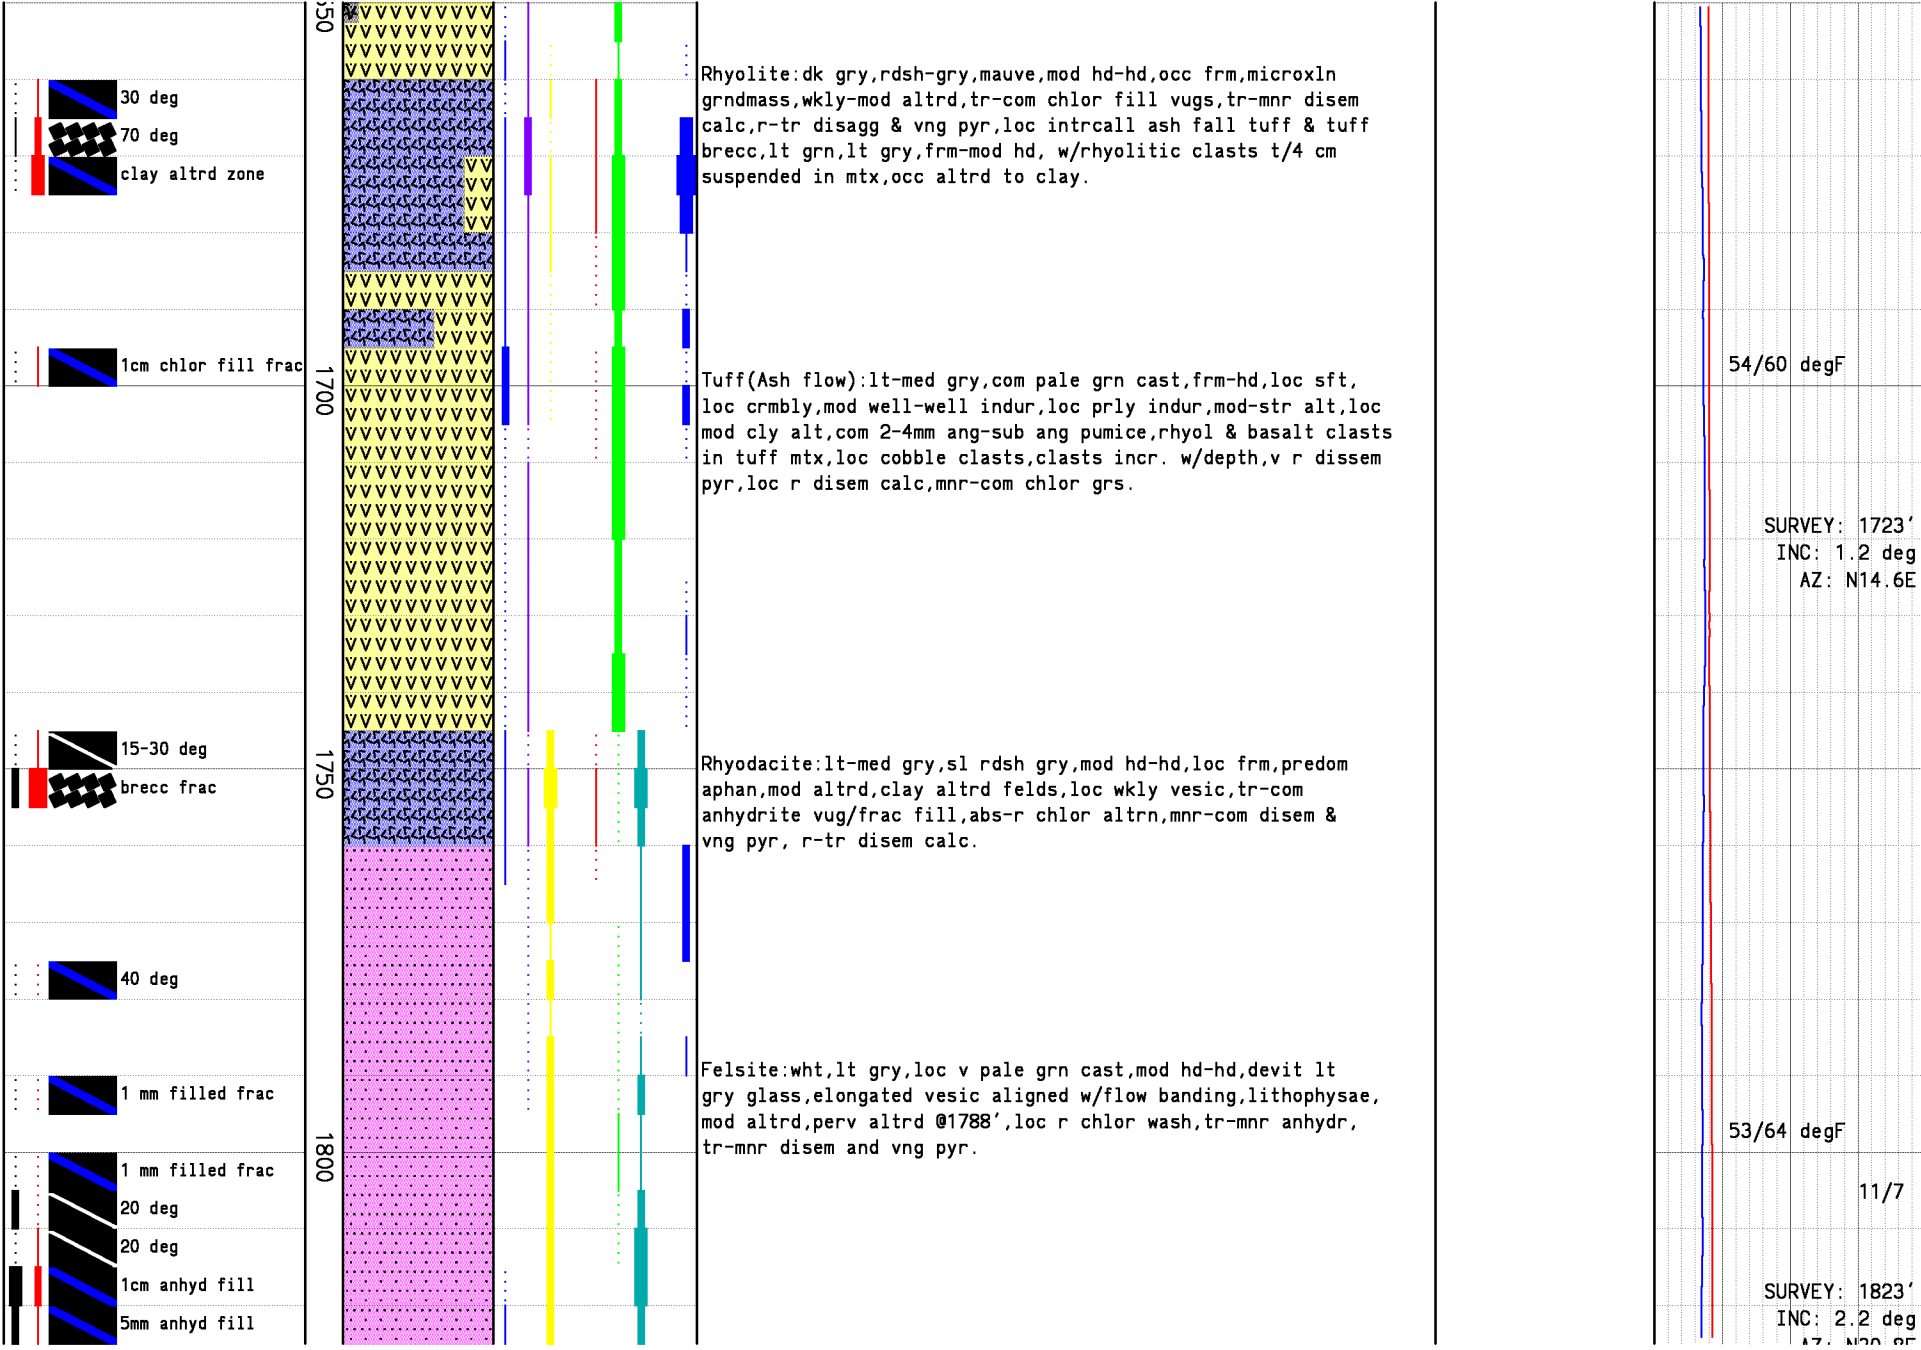 30 deg
70 deg
clay altrd zone
1cm chlor fill frac
15-30 deg
brecc frac
40 deg
1 mm filled frac
1 mm filled frac
20 deg
20 deg
1cm anhyd fill
5mm anhyd fill
1700
1750
1800
Rhyolite:dk gry,rdsh-gry,mauve,mod hd-hd,occ frm,microxln
grndmass,wkly-mod altrd,tr-com chlor fill vugs,tr-mnr disem
calc,r-tr disagg & vng pyr,loc intrcall ash fall tuff & tuff
brecc,lt grn,lt gry,frm-mod hd, w/rhyolitic clasts t/4 cm
suspended in mtx,occ altrd to clay.
Tuff(Ash flow):lt-med gry,com pale grn cast,frm-hd,loc sft,
loc crmbly,mod well-well indur,loc prly indur,mod-str alt,loc
mod cly alt,com 2-4mm ang-sub ang pumice,rhyol & basalt clasts
in tuff mtx,loc cobble clasts,clasts incr. w/depth,v r dissem
pyr,loc r disem calc,mnr-com chlor grs.
Rhyodacite:lt-med gry,sl rdsh gry,mod hd-hd,loc frm,predom
aphan,mod altrd,clay altrd felds,loc wkly vesic,tr-com
anhydrite vug/frac fill,abs-r chlor altrn,mnr-com disem &
vng pyr, r-tr disem calc.
Felsite:wht,lt gry,loc v pale grn cast,mod hd-hd,devit lt
gry glass,elongated vesic aligned w/flow banding,lithophysae,
mod altrd,perv altrd @1788',loc r chlor wash,tr-mnr anhydr,
tr-mnr disem and vng pyr.
54/60 degF
SURVEY: 1723'
INC: 1.2 deg
AZ: N14.6E
53/64 degF
11/7
SURVEY: 1823'
INC: 2.2 deg